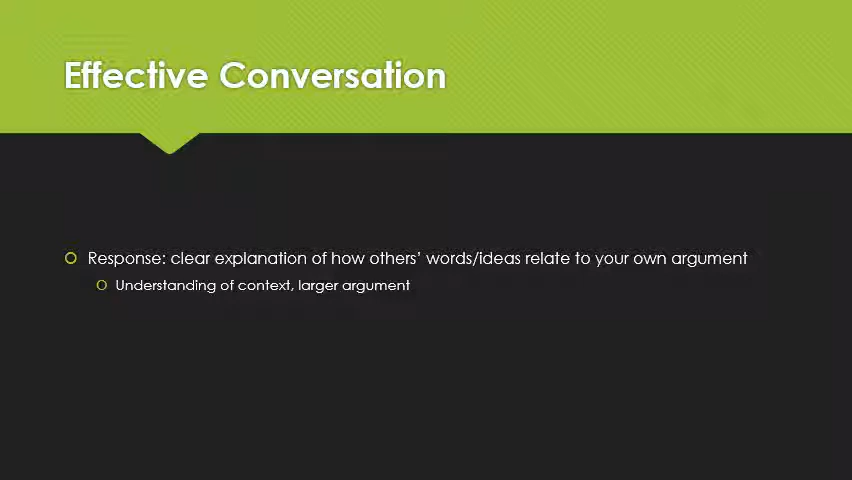 Effective Conversation
Response: clear explanation of how others’ words/ideas relate to your own argument
Understanding of context, larger argument